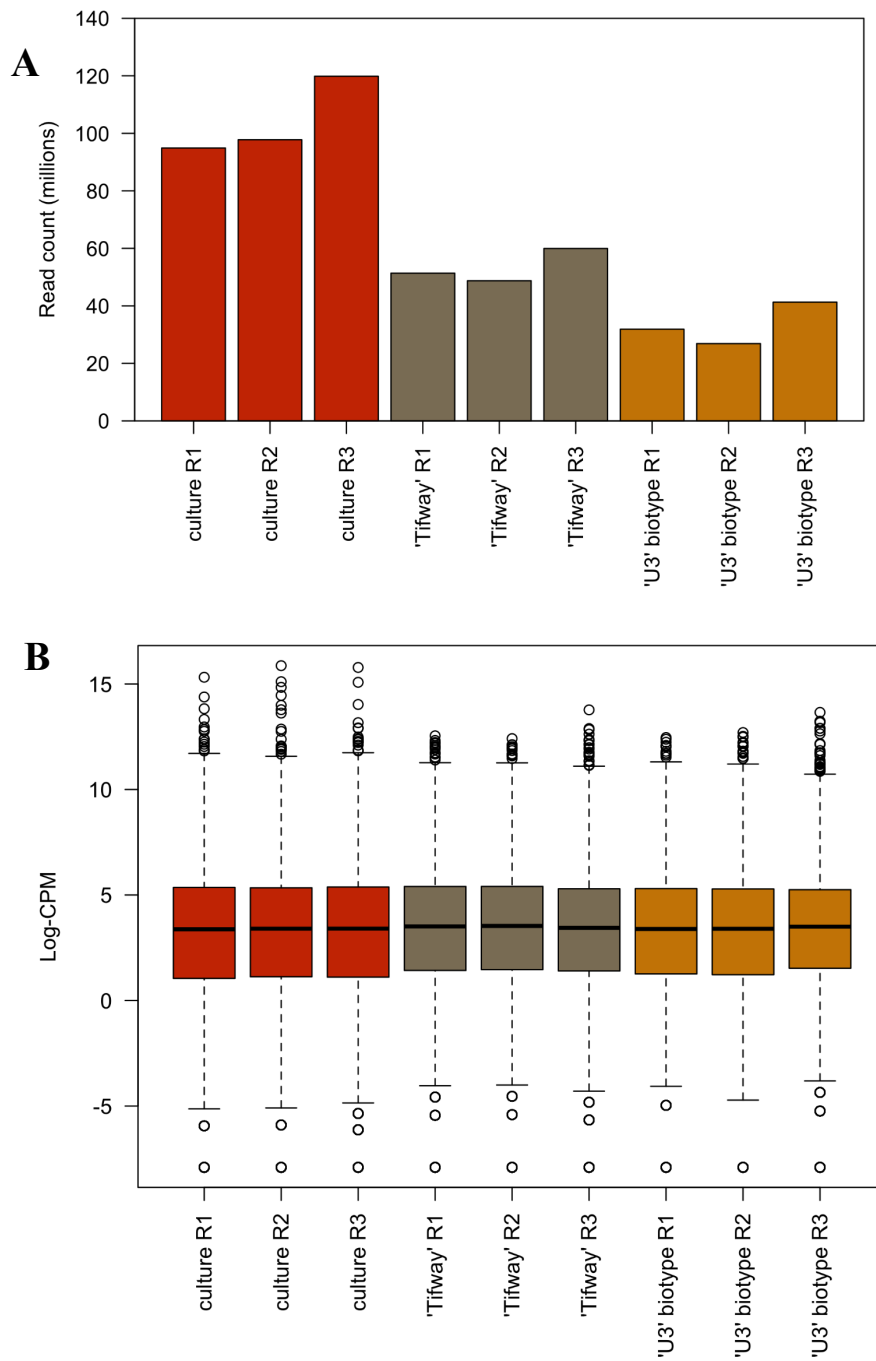 A
140
120
100
80
60
40
20
0
Read count (millions)
culture R1
culture R2
culture R3
'Tifway' R1
'Tifway' R2
'Tifway' R3
'U3' biotype R1
'U3' biotype R2
'U3' biotype R3
B
15
10
5
0
-5
Log-CPM
culture R1
culture R2
culture R3
'Tifway' R1
'Tifway' R2
'Tifway' R3
'U3' biotype R1
'U3' biotype R2
'U3' biotype R3